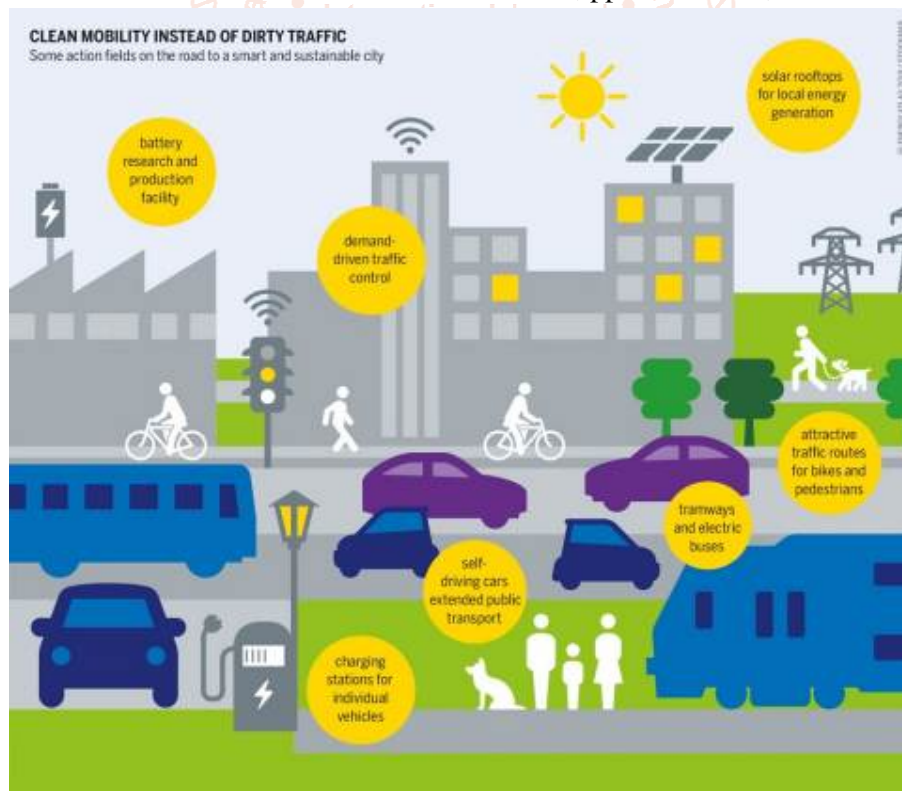 CLEAN MOBILITY INSTEAD OF DIRTY TRAFFIC
Some action fields on the road to a smart and sustainable city
solar rooftops
for local energy
generation
battery
research and
production
facility
demand-
driven traffic
control
attractive
traffic routes
for bikes and
pedestrians
tramways
and electric
buses
self-
driving cars
extended public
transport
charging
stations for
individual
vehicles